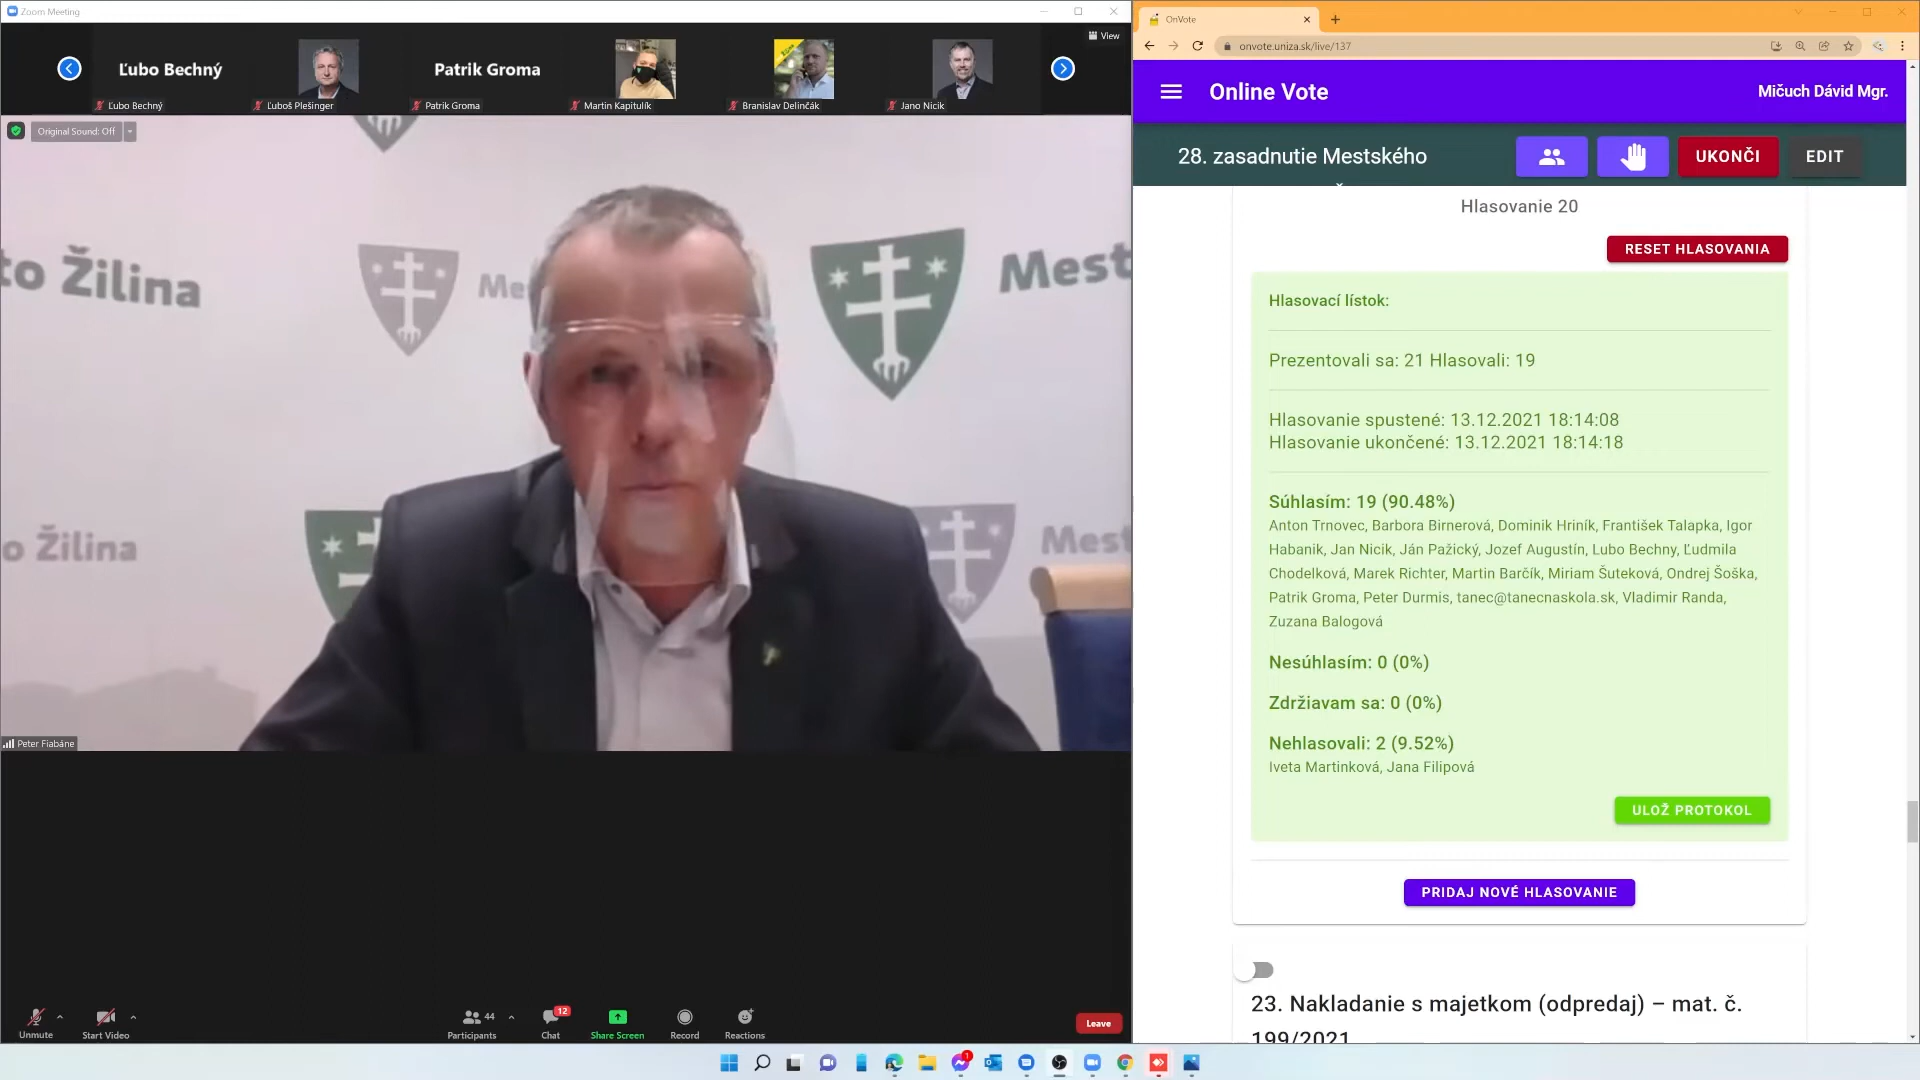 Zoom Meeting
View
Ľubo Bechný
Patrik Groma
Ľubo Bechný
Ľuboš Plešinger
Patrik Groma
Martin Kapitulík
Branislav Delinčák
Jano Nicík
Original Sound: Off
to Žilina
Mest
o Žilina
Mest
Peter Fiabáne
Unmute
Start Video
44
Participants
12
Chat
Share Screen
Record
Reactions
Leave
OnVote
onvote.uniza.sk/live/137
Online Vote
Mičuch Dávid Mgr.
28. zasadnutie Mestského
UKONČI
EDIT
Hlasovanie 20
RESET HLASOVANIA
Hlasovací lístok:
Prezentovali sa: 21 Hlasovali: 19
Hlasovanie spustené: 13.12.2021 18:14:08
Hlasovanie ukončené: 13.12.2021 18:14:18
Súhlasím: 19 (90.48%)
Anton Trnovec, Barbora Birnerová, Dominik Hriník, František Talapka, Igor
Habanik, Jan Nicik, Ján Pažický, Jozef Augustín, Lubo Bechny, Ľudmila
Chodelková, Marek Richter, Martin Barčík, Miriam Šuteková, Ondrej Šoška,
Patrik Groma, Peter Durmis, tanec@tanecnaskola.sk, Vladimir Randa,
Zuzana Balogová
Nesúhlasím: 0 (0%)
Zdržiavam sa: 0 (0%)
Nehlasovali: 2 (9.52%)
Iveta Martinková, Jana Filipová
ULOŽ PROTOKOL
PRIDAJ NOVÉ HLASOVANIE
23. Nakladanie s majetkom (odpredaj) – mat. č.
199/2021